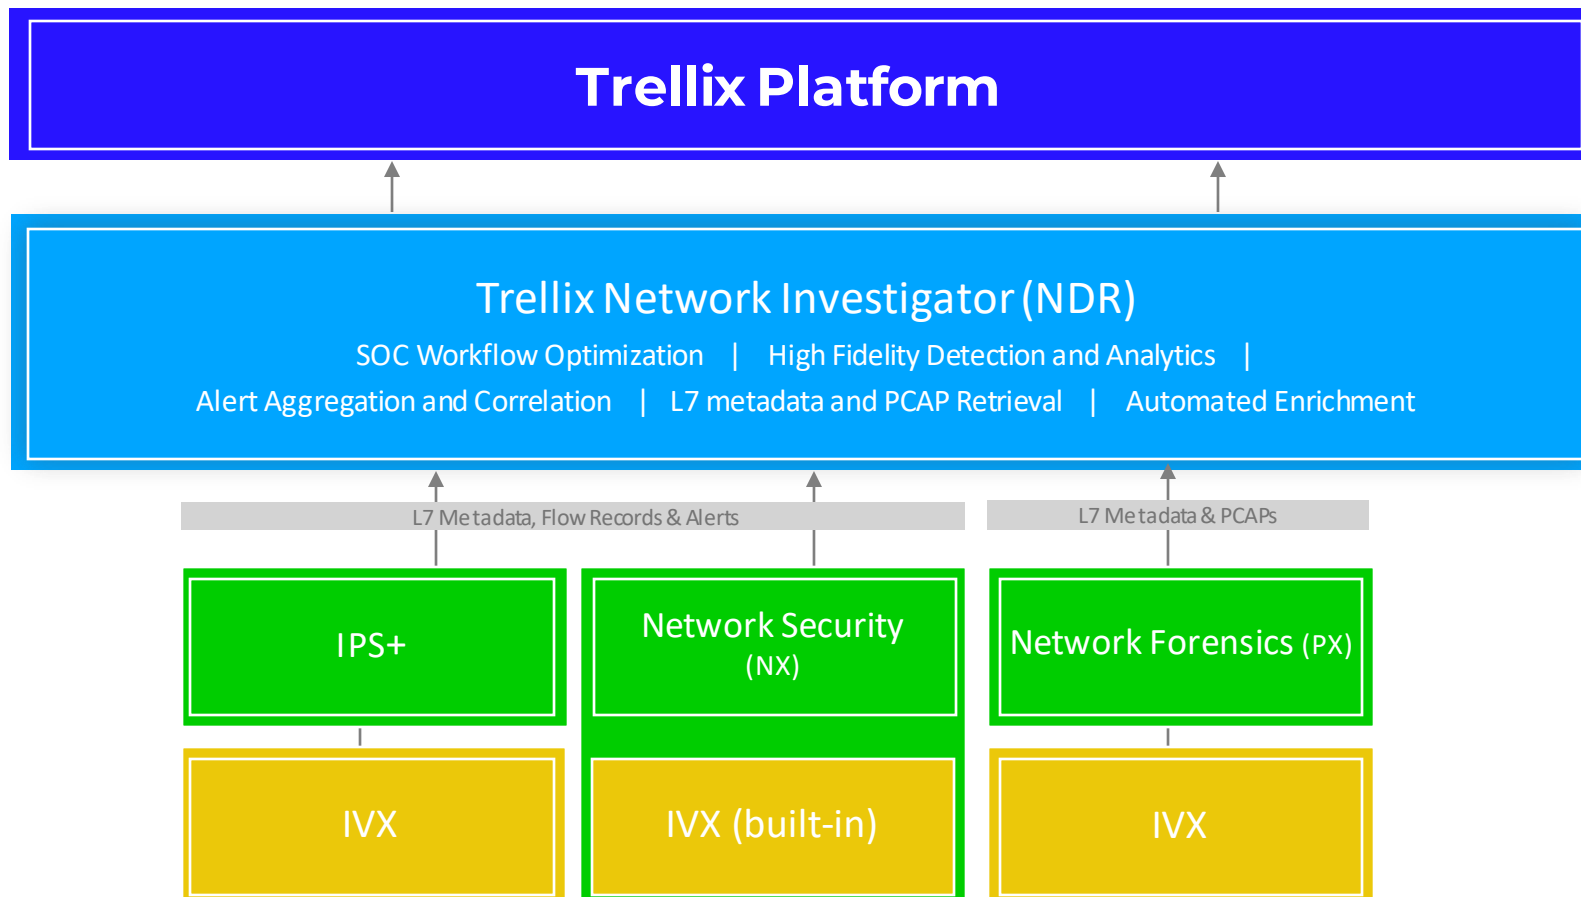 Trellix Platform
Trellix Network Investigator (NDR)
SOC Workflow Optimization | High Fidelity Detection and Analytics |
Alert Aggregation and Correlation | L7 metadata and PCAP Retrieval | Automated Enrichment
L7 Metadata, Flow Records & Alerts
L7 Metadata & PCAPs
IPS+
Network Security
(NX)
Network Forensics (PX)
IVX
IVX (built-in)
IVX